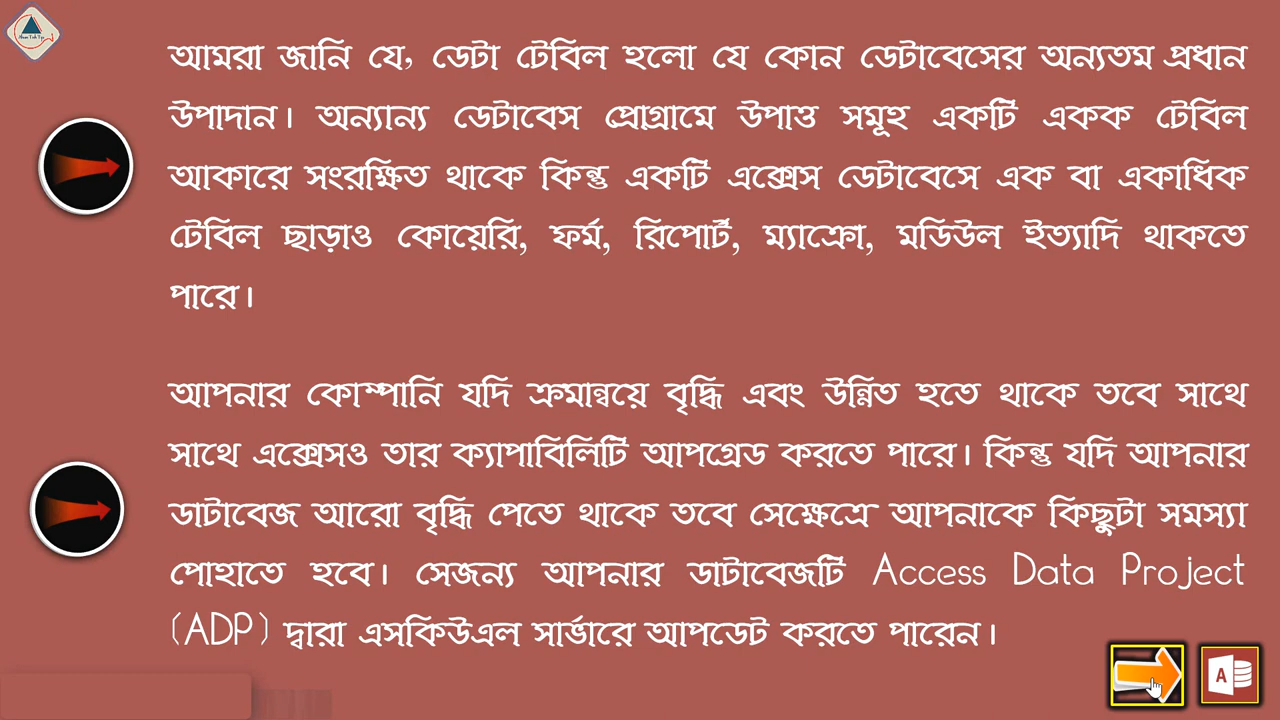 আমরা জানি যে, ডেটা টেবিল হলো যে কোন ডেটাবেসের অন্যতম প্রধান
উপাদান। অন্যান্য ডেটাবেস প্রোগ্রামে উপাত্ত সমূহ একটি একক টেবিল
আকারে সংরক্ষিত থাকে কিন্তু একটি এক্সেস ডেটাবেসে এক বা একাধিক
টেবিল ছাড়াও কোয়েরি, ফর্ম, রিপোর্ট, ম্যাক্রো, মডিউল ইত্যাদি থাকতে
পারে।
আপনার কোম্পানি যদি ক্রমান্বয়ে বৃদ্ধি এবং উন্নিত হতে থাকে তবে সাথে
সাথে এক্সেসও তার ক্যাপাবিলিটি আপগ্রেড করতে পারে। কিন্তু যদি আপনার
ডাটাবেজ আরো বৃদ্ধি পেতে থাকে তবে সেক্ষেত্রে আপনাকে কিছুটা সমস্যা
পোহাতে হবে। সেজন্য আপনার ডাটাবেজটি Access Data Project
(ADP) দ্বারা এসকিউএল সার্ভারে আপডেট করতে পারেন।
A